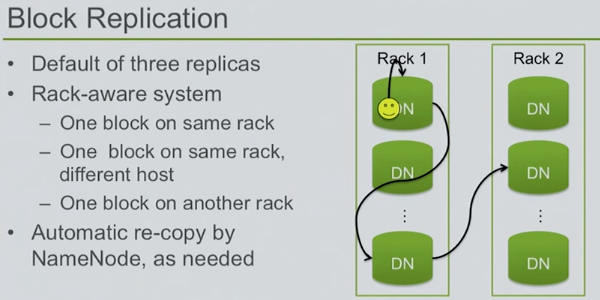 Block Replication
• Default of three replicas
• Rack-aware system
– One block on same rack
– One block on same rack,
different host
– One block on another rack
• Automatic re-copy by
NameNode, as needed
Rack 1
DN
DN
⋮
DN
Rack 2
DN
DN
⋮
DN